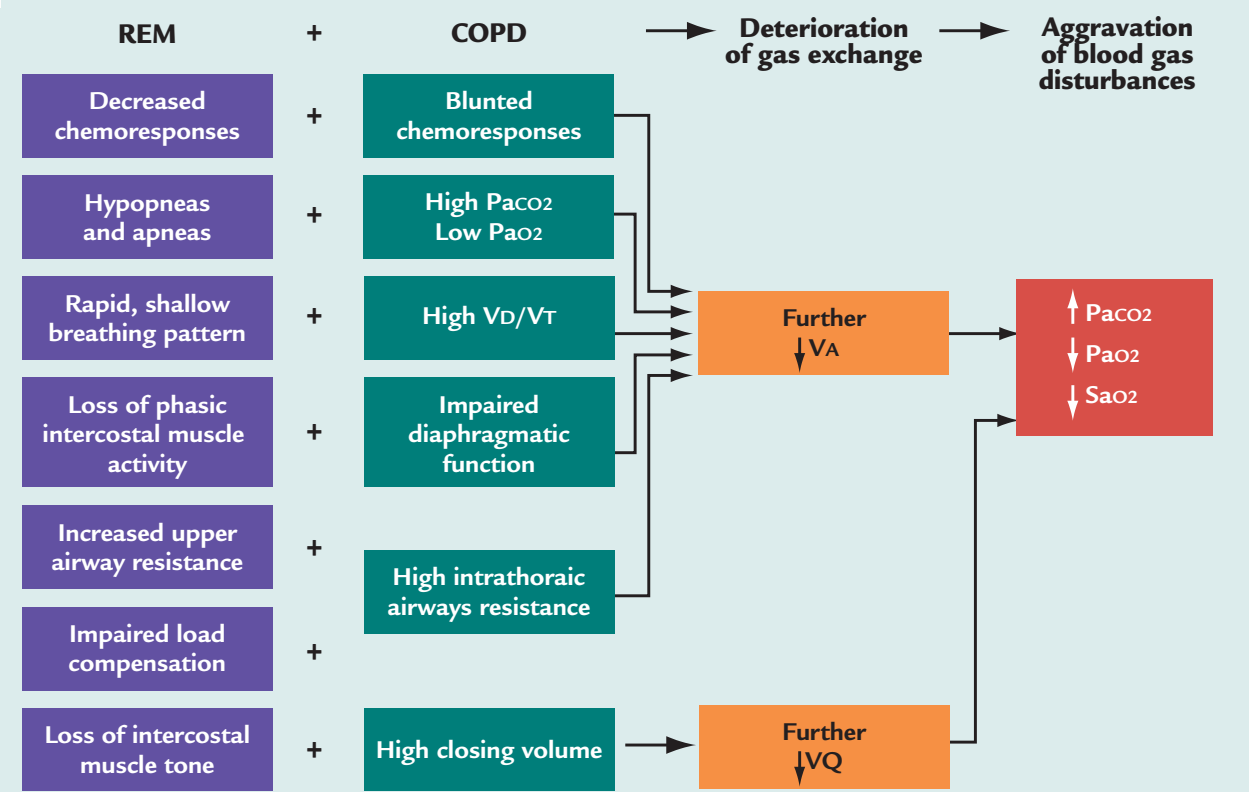 REM + COPD Deterioration of gas exchange Aggravation of blood gas disturbances
Decreased
chemoresponses
+
Blunted
chemoresponses
Hypopneas
and apneas
+
High PaCO2
Low PaO2
Rapid, shallow
breathing pattern
+
High VD/VT
Further
↓ VA
↑ PaCO2
↓ PaO2
↓ SaO2
Loss of phasic
intercostal muscle
activity
+
Impaired
diaphragmatic
function
Increased upper
airway resistance
+
High intrathoraic
airways resistance
Impaired load
compensation
+
Loss of intercostal
muscle tone
+
High closing volume
Further
↓VQ